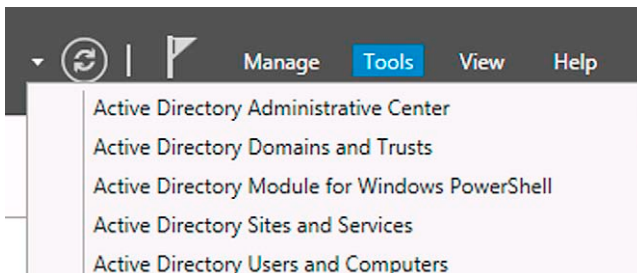 Manage Tools View Help
Active Directory Administrative Center
Active Directory Domains and Trusts
Active Directory Module for Windows PowerShell
Active Directory Sites and Services
Active Directory Users and Computers